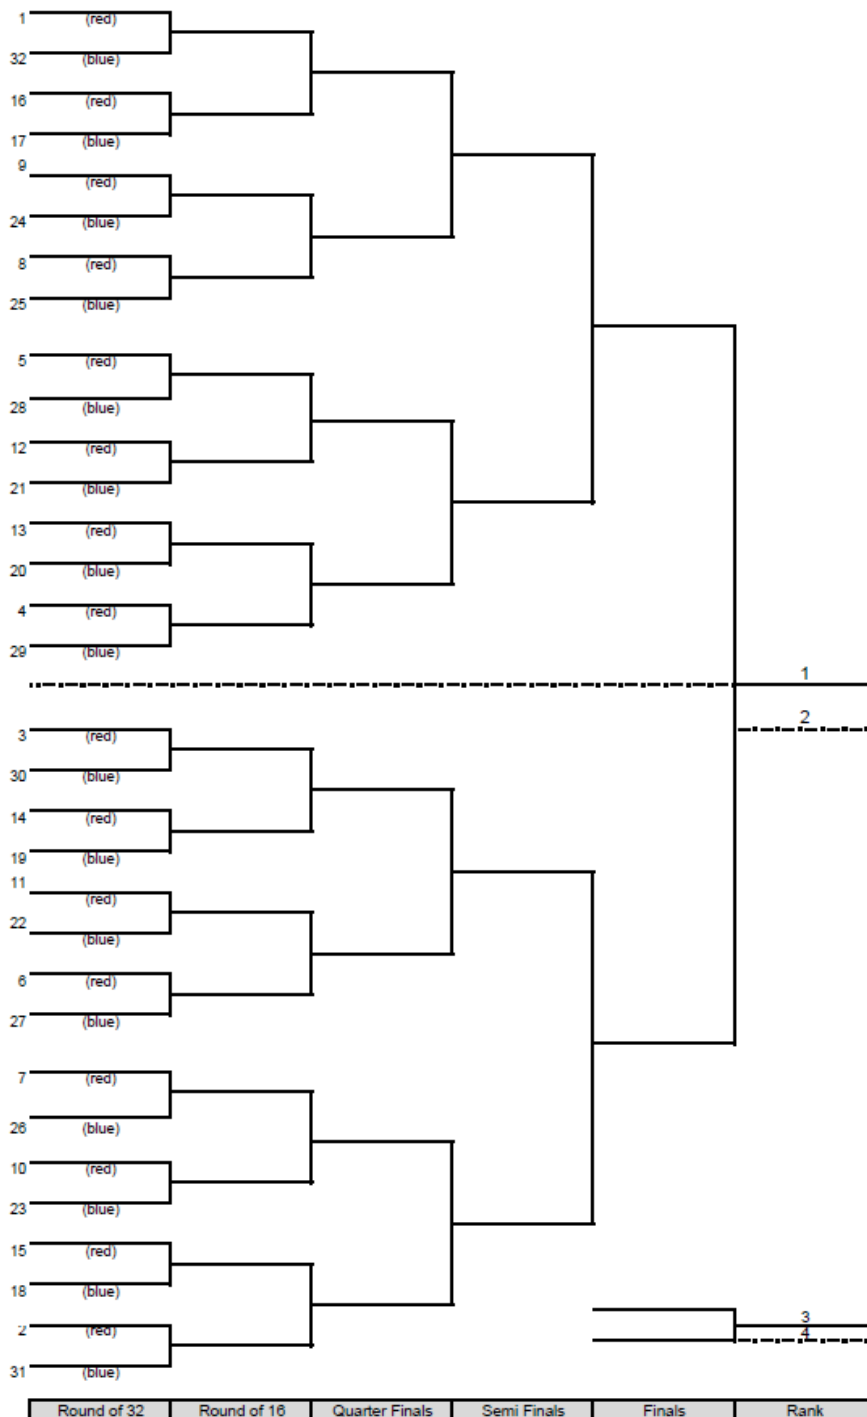 1 (red)
32 (blue)
16 (red)
17 (blue)
9 (red)
24 (blue)
8 (red)
25 (blue)
5 (red)
28 (blue)
12 (red)
21 (blue)
13 (red)
20 (blue)
4 (red)
29 (blue)
1
2
3 (red)
30 (blue)
14 (red)
19 (blue)
11 (red)
22 (blue)
6 (red)
27 (blue)
7 (red)
26 (blue)
10 (red)
23 (blue)
15 (red)
18 (blue)
3
2 (red)
4
31 (blue)
Round of 32 Round of 16 Quarter Finals Semi Finals Finals Rank